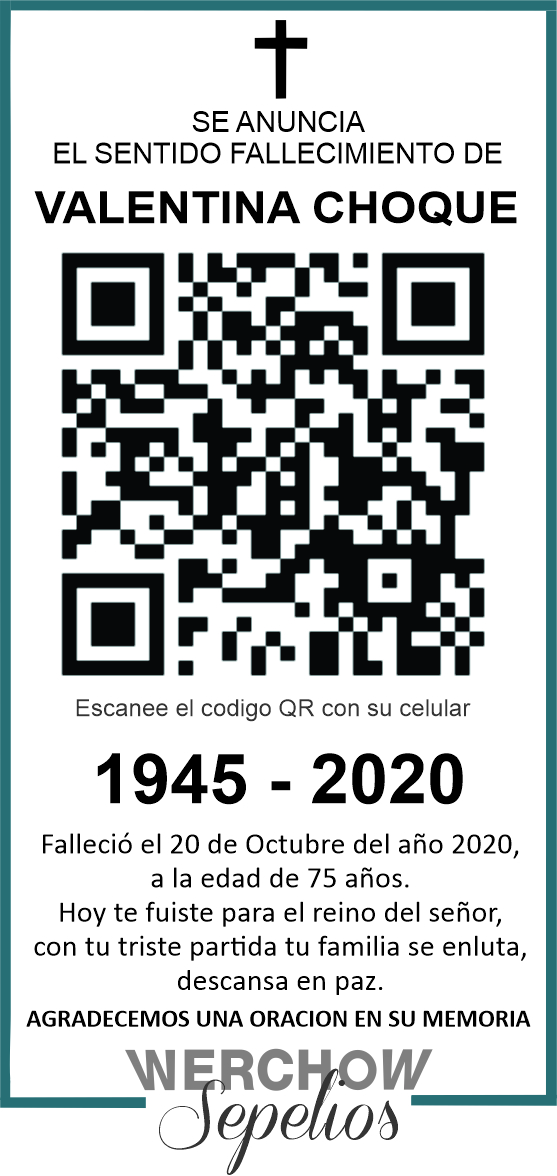 SE ANUNCIA
EL SENTIDO FALLECIMIENTO DE
VALENTINA CHOQUE
Escanee el codigo QR con su celular
1945 - 2020
Falleció el 20 de Octubre del año 2020,
a la edad de 75 años.
Hoy te fuiste para el reino del señor,
con tu triste partida tu familia se enluta,
descansa en paz.
AGRADECEMOS UNA ORACION EN SU MEMORIA
WERCHOW
Sepelios